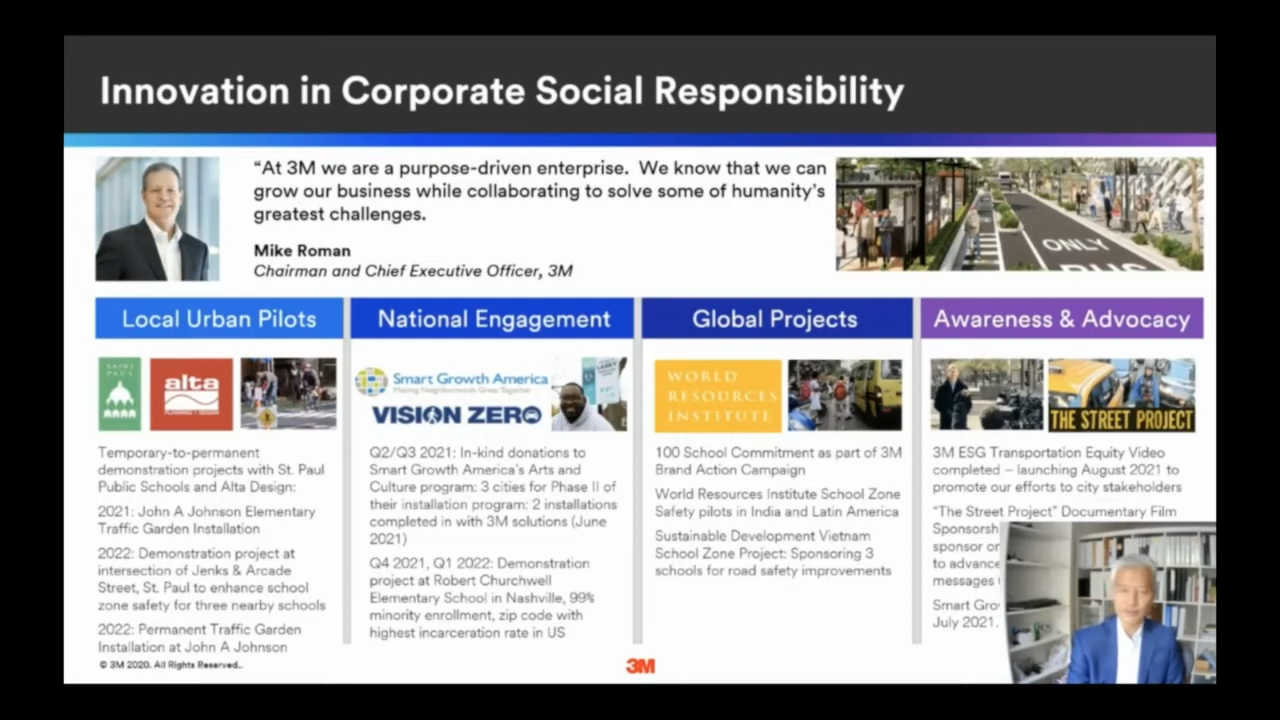 Innovation in Corporate Social Responsibility
“At 3M we are a purpose-driven enterprise. We know that we can
grow our business while collaborating to solve some of humanity’s
greatest challenges.
Mike Roman
Chairman and Chief Executive Officer, 3M
ONLY
BUS
Local Urban Pilots
SAINT
PAUL
alta
PLANNING + DESIGN
Temporary-to-permanent
demonstration projects with St. Paul
Public Schools and Alta Design:
2021: John A Johnson Elementary
Traffic Garden Installation
2022: Demonstration project at
intersection of Jenks & Arcade
Street, St. Paul to enhance school
zone safety for three nearby schools
2022: Permanent Traffic Garden
Installation at John A Johnson
National Engagement
Smart Growth America
Making Neighborhoods Great Together
VISION ZERO
Q2/Q3 2021: In-kind donations to
Smart Growth America’s Arts and
Culture program: 3 cities for Phase II of
their installation program: 2 installations
completed in with 3M solutions (June
2021)
Q4 2021, Q1 2022: Demonstration
project at Robert Churchwell
Elementary School in Nashville, 99%
minority enrollment, zip code with
highest incarceration rate in US
Global Projects
WORLD
RESOURCES
INSTITUTE
100 School Commitment as part of 3M
Brand Action Campaign
World Resources Institute School Zone
Safety pilots in India and Latin America
Sustainable Development Vietnam
School Zone Project: Sponsoring 3
schools for road safety improvements
Awareness & Advocacy
THE STREET PROJECT
3M ESG Transportation Equity Video
completed – launching August 2021 to
promote our efforts to city stakeholders
“The Street Project” Documentary Film
Sponsorsh
sponsor or
to advance
messages
Smart Gro
July 2021.
© 3M 2020. All Rights Reserved..
3M